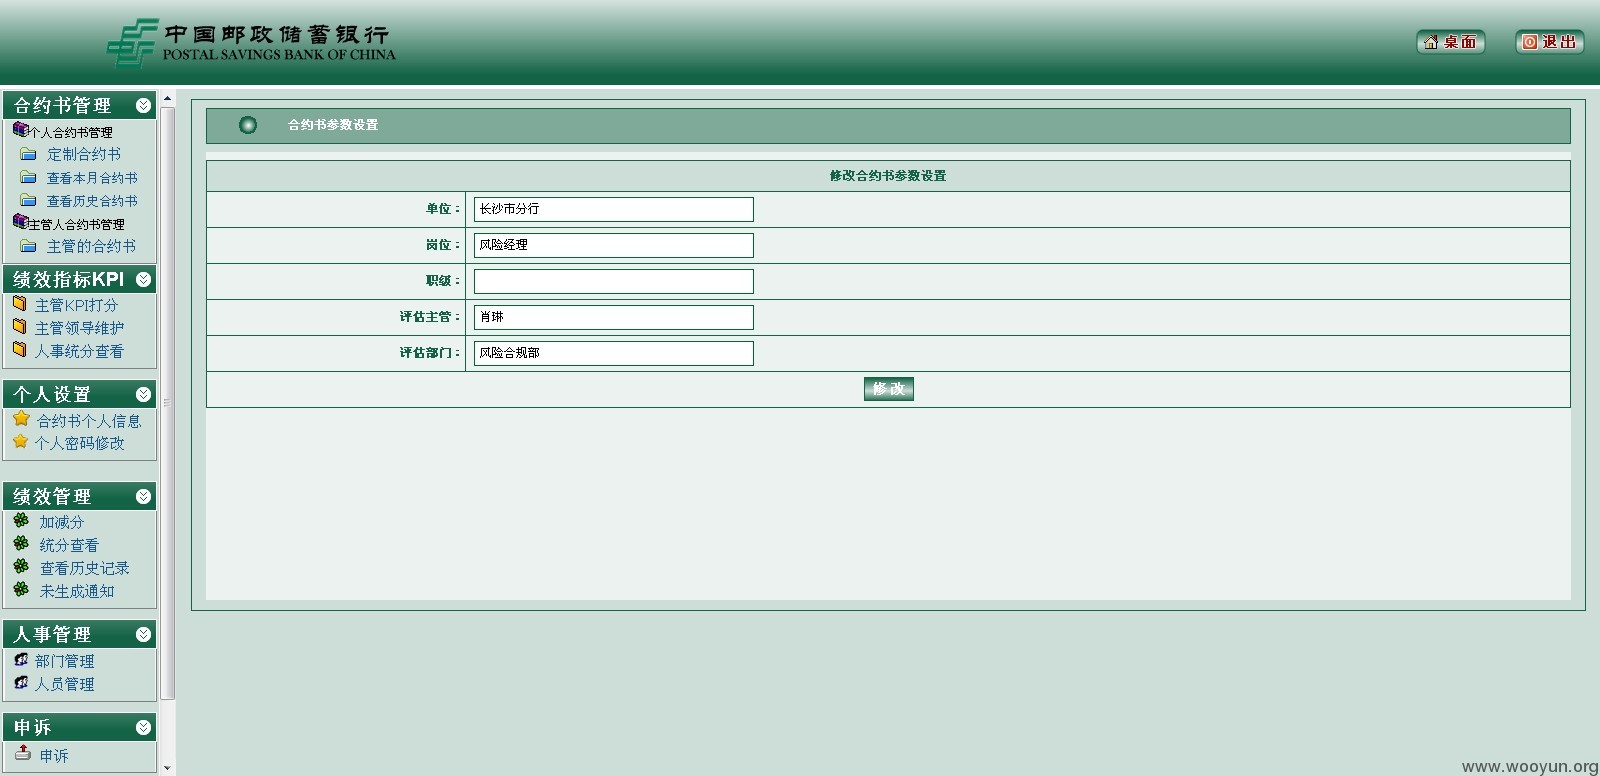 中国邮政储蓄银行
POSTAL SAVINGS BANK OF CHINA
桌面
退出
合约书管理
个人合约书管理
定制合约书
查看本月合约书
查看历史合约书
主管人合约书管理
主管的合约书
绩效指标KPI
主管KPI打分
主管领导维护
人事统分查看
个人设置
合约书个人信息
个人密码修改
绩效管理
加减分
统分查看
查看历史记录
未生成通知
人事管理
部门管理
人员管理
申诉
申诉
合约书参数设置
修改合约书参数设置
单位： 长沙市分行
岗位： 风险经理
职级：
评估主管： 肖琳
评估部门： 风险合规部
修改
www.wooyun.org